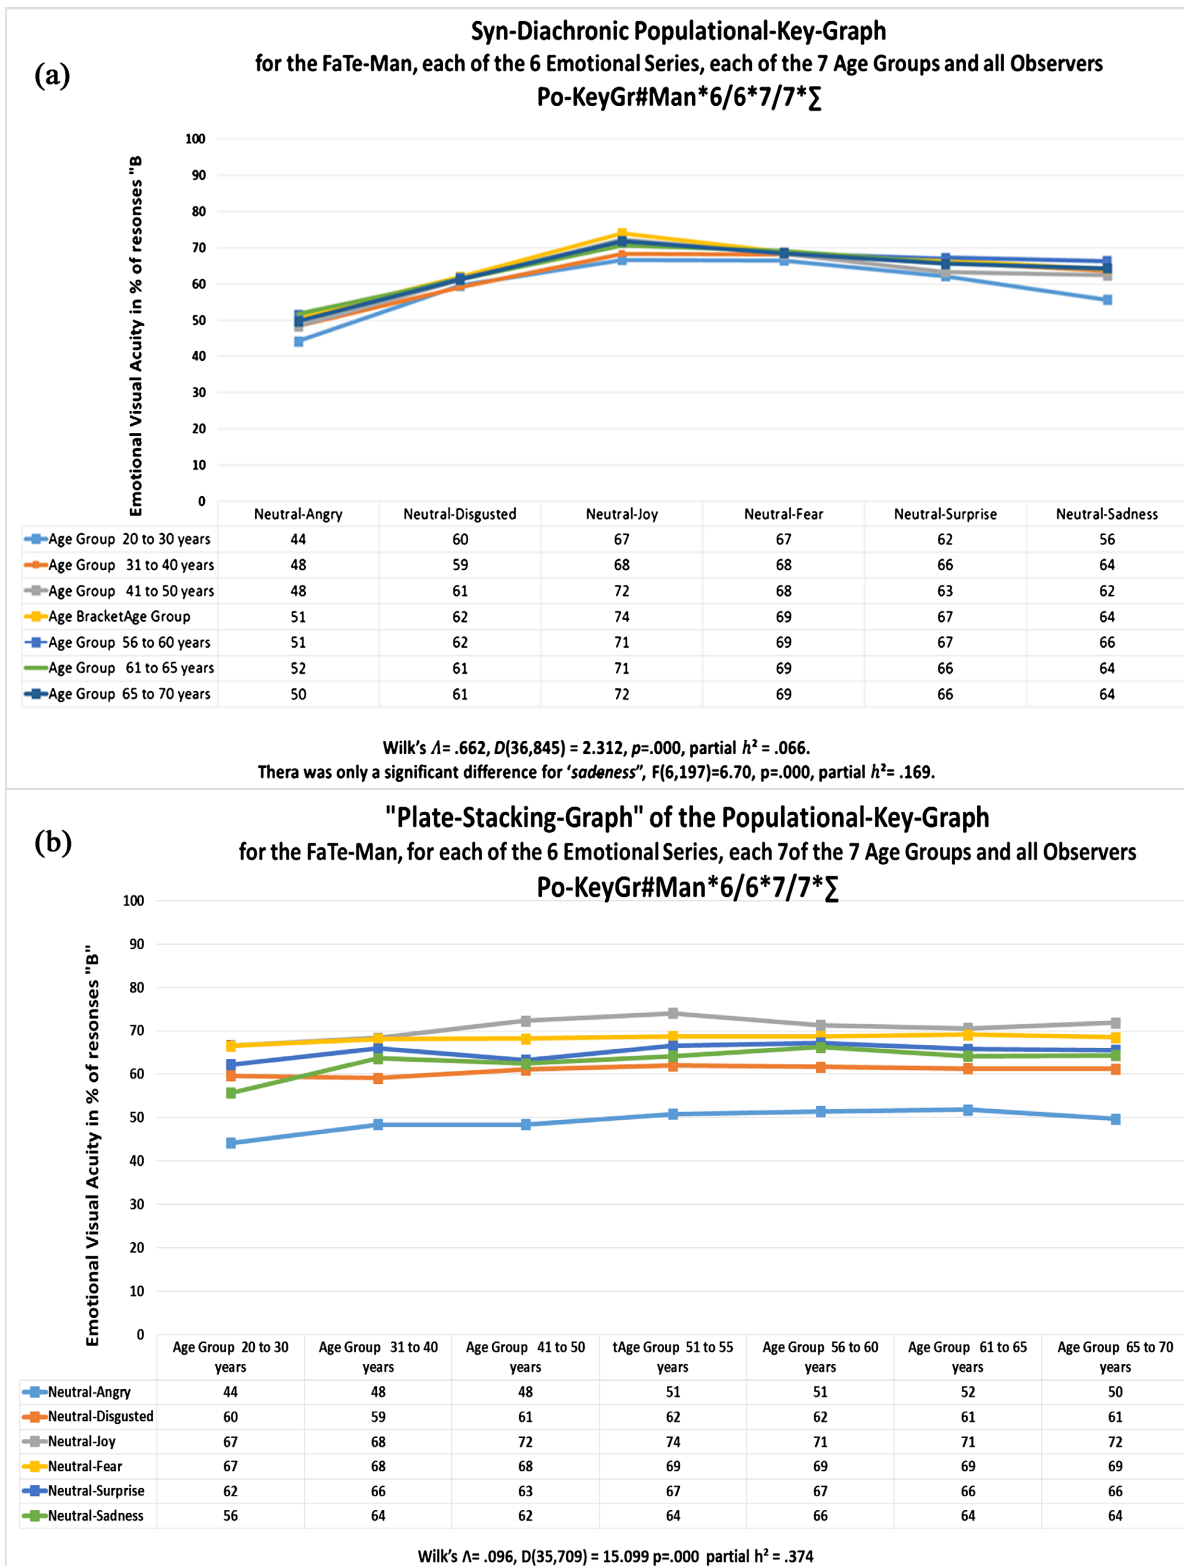 Syn-Diachronic Populational-Key-Graph
(a)
for the FaTe-Man, each of the 6 Emotional Series, each of the 7 Age Groups and all Observers
Po-KeyGr#Man*6/6*7/7*∑
Emotional Visual Acuity in % of resonses "B
100
90
80
70
60
50
40
30
20
10
0
Neutral-Angry Neutral-Disgusted Neutral-Joy Neutral-Fear Neutral-Surprise Neutral-Sadness
Age Group 20 to 30 years 44 60 67 67 62 56
Age Group 31 to 40 years 48 59 68 68 66 64
Age Group 41 to 50 years 48 61 72 68 63 62
Age BracketAge Group 51 62 74 69 67 64
Age Group 56 to 60 years 51 62 71 69 67 66
Age Group 61 to 65 years 52 61 71 69 66 64
Age Group 65 to 70 years 50 61 72 69 66 64
Wilk's Λ= .662, D(36,845) = 2.312, p=.000, partial h² = .066.
Thera was only a significant difference for 'sadeness", F(6,197)=6.70, p=.000, partial h²= .169.
"Plate-Stacking-Graph" of the Populational-Key-Graph
(b)
for the FaTe-Man, for each of the 6 Emotional Series, each 7of the 7 Age Groups and all Observers
Po-KeyGr#Man*6/6*7/7*∑
Emotional Visual Acuity in % of resonses "B"
100
90
80
70
60
50
40
30
20
10
0
Age Group 20 to 30 years Age Group 31 to 40 years Age Group 41 to 50 years tAge Group 51 to 55 years Age Group 56 to 60 years Age Group 61 to 65 years Age Group 65 to 70 years
Neutral-Angry 44 48 48 51 51 52 50
Neutral-Disgusted 60 59 61 62 62 61 61
Neutral-Joy 67 68 72 74 71 71 72
Neutral-Fear 67 68 68 69 69 69 69
Neutral-Surprise 62 66 63 67 67 66 66
Neutral-Sadness 56 64 62 64 66 64 64
Wilk's Λ= .096, D(35,709) = 15.099 p=.000 partial h² = .374